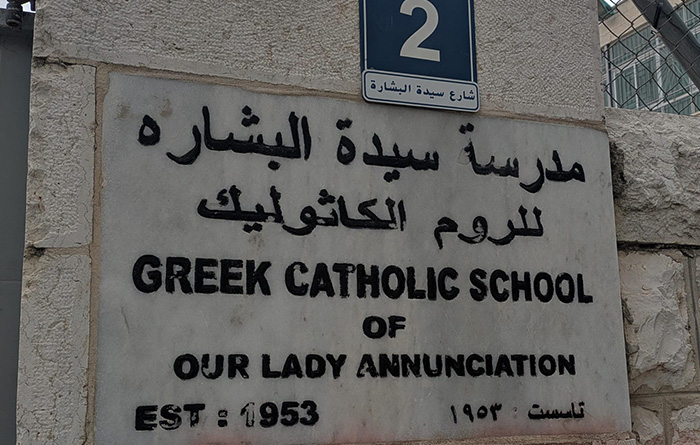 2
شارع سيدة البشارة
مدرسة سيدة البشاره
للروم الكاثوليك
GREEK CATHOLIC SCHOOL
OF
OUR LADY ANNUNCIATION
EST : 1953 تاسست : ١٩٥٣